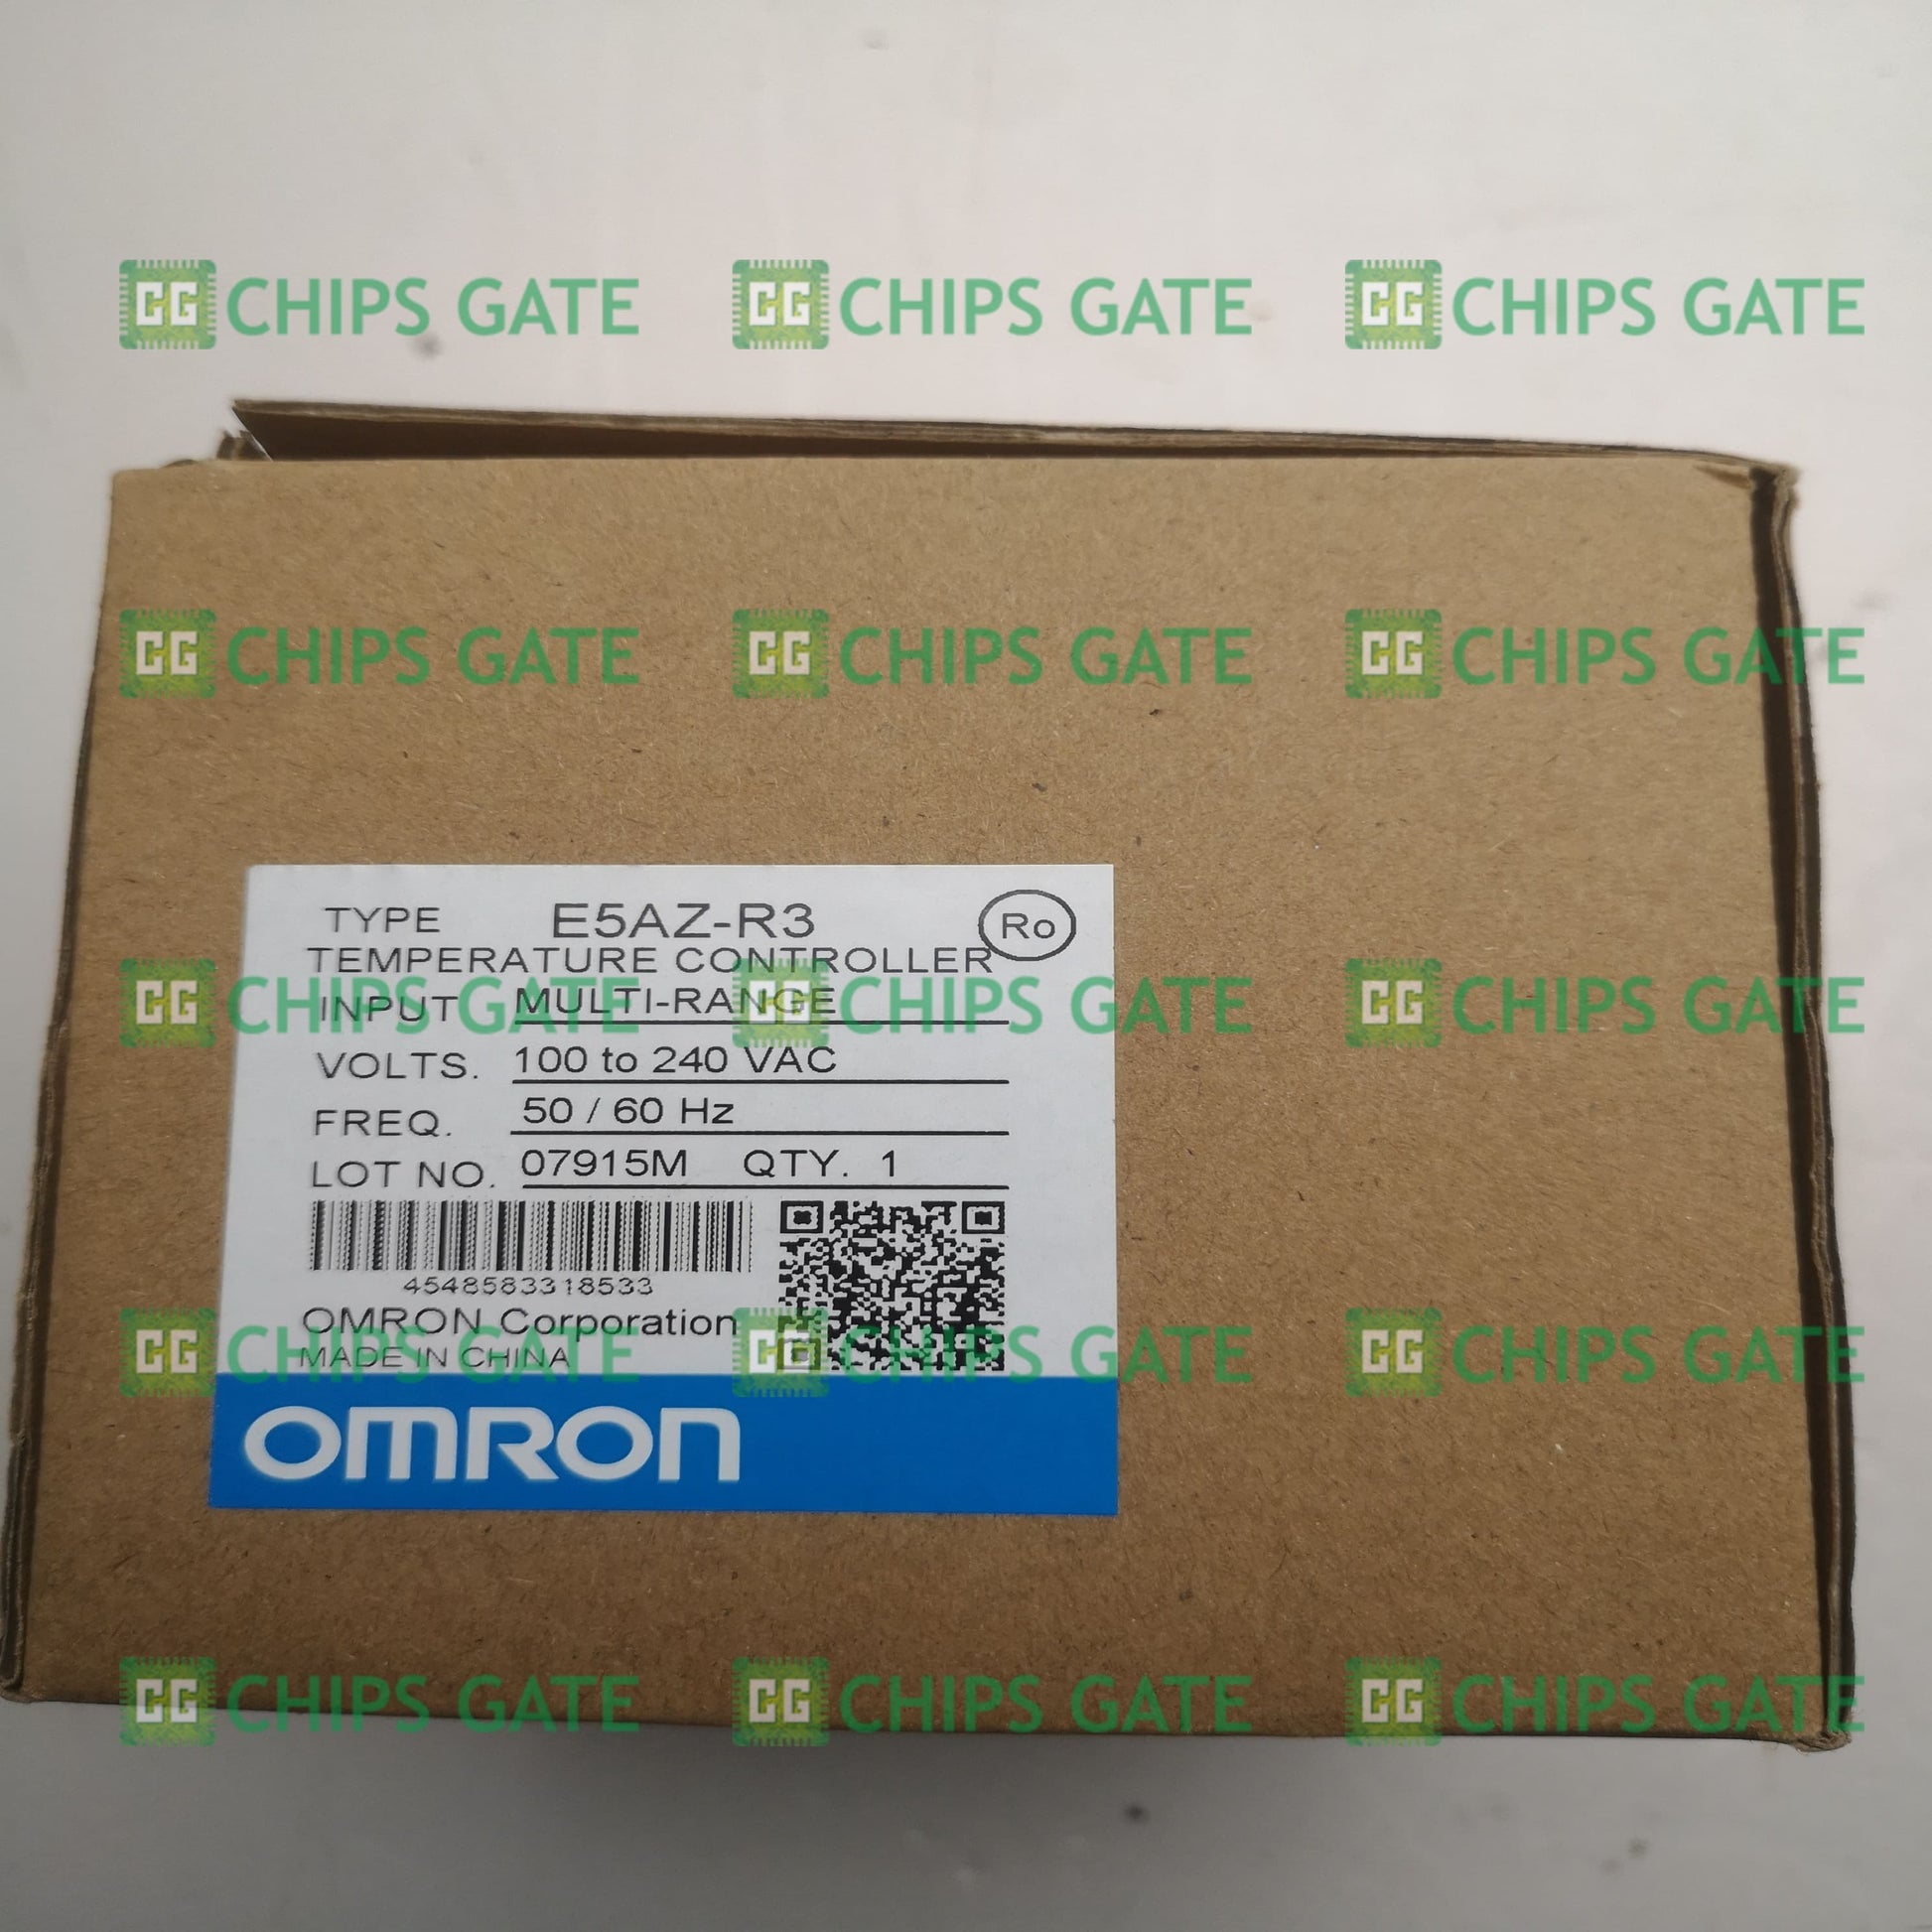 CG CHIPS GATE CG CHIPS GATE CG CHIPS GATE
CG CHIPS GATE CG CHIPS GATE CG CHIPS GATE
TYPE E5AZ-R3 Ro
TEMPERATURE CONTROLLER
CG CHIPS GATE CG CHIPS GATE CG CHIPS GATE
INPUT MULTI-RANGE
VOLTS. 100 to 240 VAC
FREQ. 50 / 60 Hz
LOT NO. 07915M QTY. 1
4548583318533
OMRON Corporation
CG CHIPS GATE CG CHIPS GATE CG CHIPS GATE
MADE IN CHINA
OMRON
CG CHIPS GATE CG CHIPS GATE CG CHIPS GATE